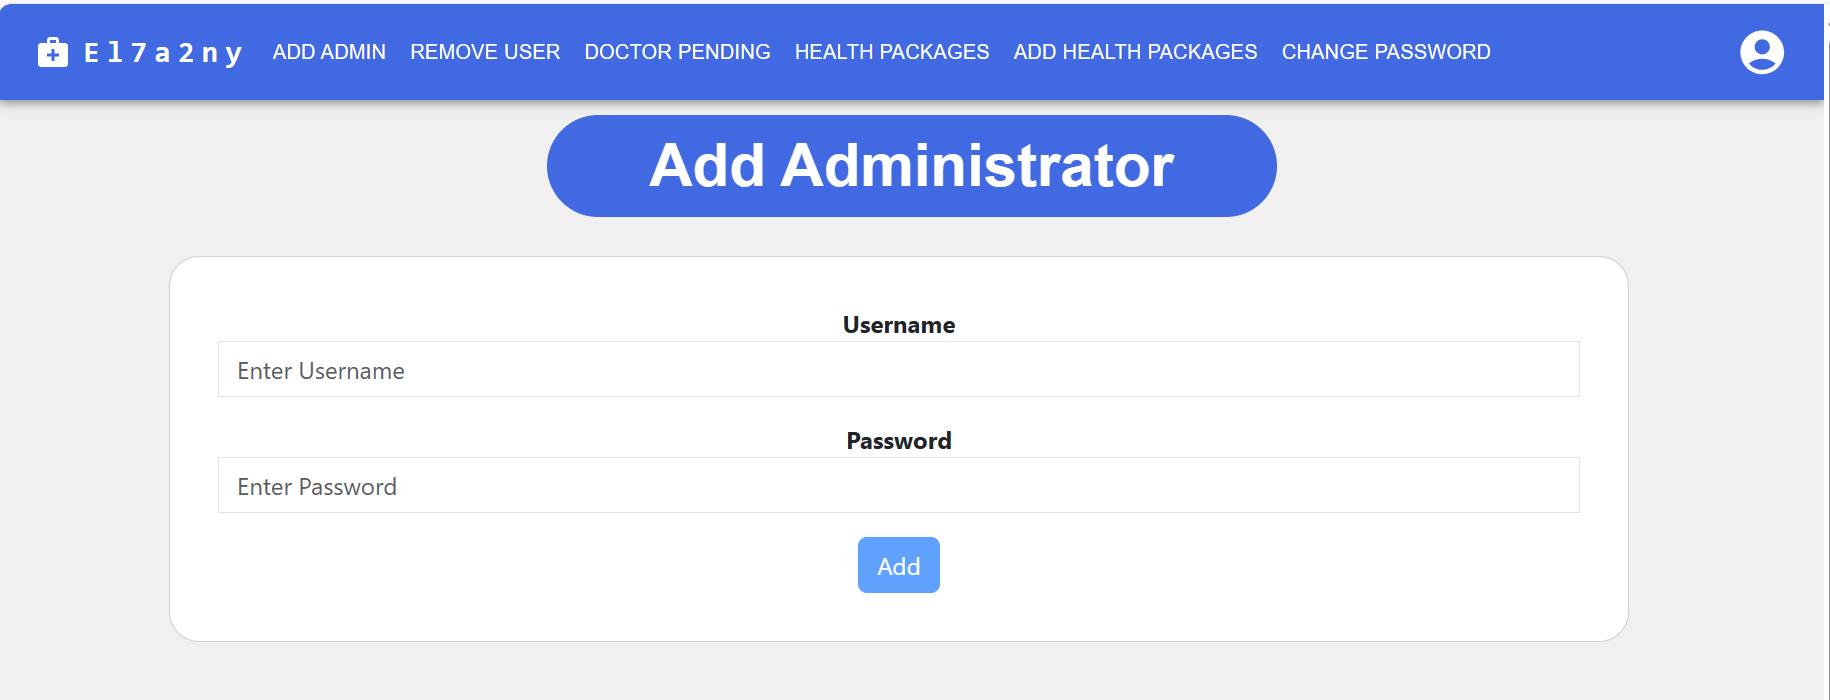 El7a2ny ADD ADMIN REMOVE USER DOCTOR PENDING HEALTH PACKAGES ADD HEALTH PACKAGES CHANGE PASSWORD
Add Administrator
Username
Enter Username
Password
Enter Password
Add